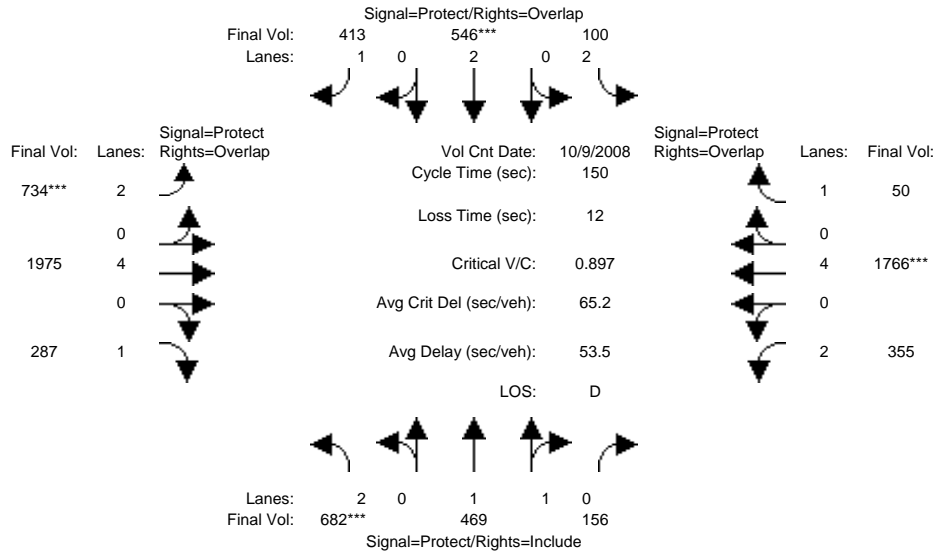 Signal=Protect/Rights=Overlap
Final Vol: 413 546*** 100
Lanes: 1 0 2 0 2
Signal=Protect
Final Vol: Lanes: Rights=Overlap
Vol Cnt Date: 10/9/2008
Signal=Protect
Rights=Overlap Lanes: Final Vol:
Cycle Time (sec): 150
734*** 2
1 50
Loss Time (sec): 12
0
0
1975 4
Critical V/C: 0.897
4 1766***
0
Avg Crit Del (sec/veh): 65.2
0
287 1
Avg Delay (sec/veh): 53.5
2 355
LOS: D
Lanes: 2 0 1 1 0
Final Vol: 682*** 469 156
Signal=Protect/Rights=Include